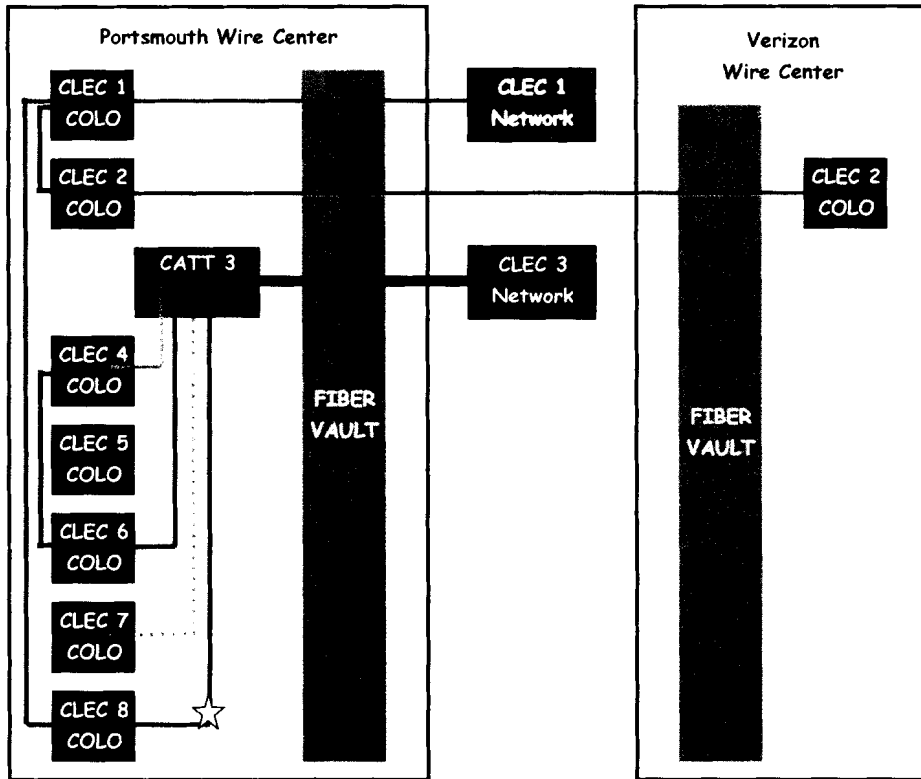 Portsmouth Wire Center
Verizon
Wire Center
CLEC 1
COLO
CLEC 1
Network
CLEC 2
COLO
CLEC 2
COLO
CATT 3
CLEC 3
Network
CLEC 4
COLO
FIBER
VAULT
FIBER
VAULT
CLEC 5
COLO
CLEC 6
COLO
CLEC 7
COLO
CLEC 8
COLO